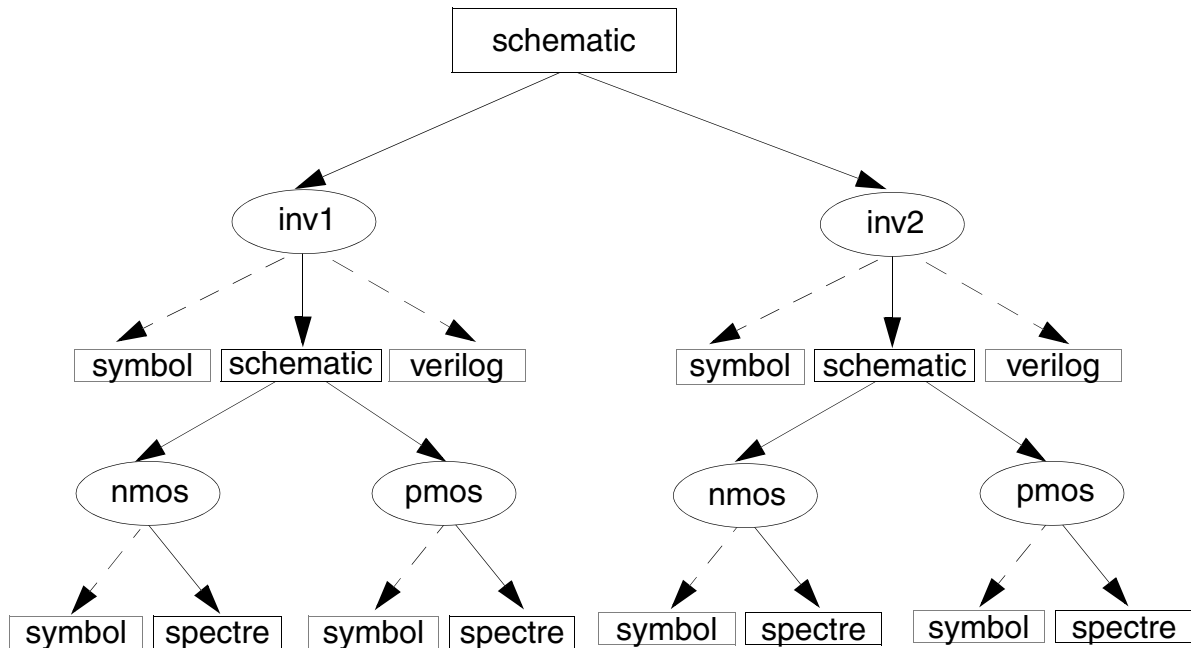 schematic
inv1
inv2
symbol
schematic
verilog
symbol
schematic
verilog
nmos
pmos
nmos
pmos
symbol
spectre
symbol
spectre
symbol
spectre
symbol
spectre